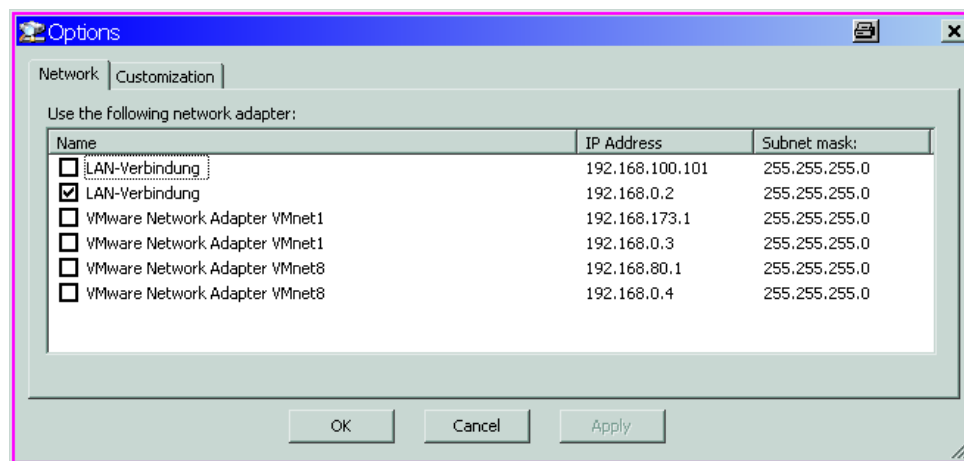 Options
Network Customization
Use the following network adapter:
Name IP Address Subnet mask:
LAN-Verbindung 192.168.100.101 255.255.255.0
LAN-Verbindung 192.168.0.2 255.255.255.0
VMware Network Adapter VMnet1 192.168.173.1 255.255.255.0
VMware Network Adapter VMnet1 192.168.0.3 255.255.255.0
VMware Network Adapter VMnet8 192.168.80.1 255.255.255.0
VMware Network Adapter VMnet8 192.168.0.4 255.255.255.0
OK Cancel Apply